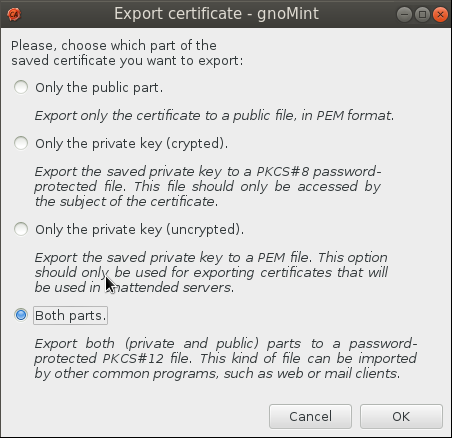 Export certificate - gnoMint
Please, choose which part of the
saved certificate you want to export:
Only the public part.
Export only the certificate to a public file, in PEM format.
Only the private key (crypted).
Export the saved private key to a PKCS#8 password-
protected file. This file should only be accessed by
the subject of the certificate.
Only the private key (uncrypted).
Export the saved private key to a PEM file. This option
should only be used for exporting certificates that will
be used in unattended servers.
Both parts.
Export both (private and public) parts to a password-
protected PKCS#12 file. This kind of file can be imported
by other common programs, such as web or mail clients.
Cancel OK